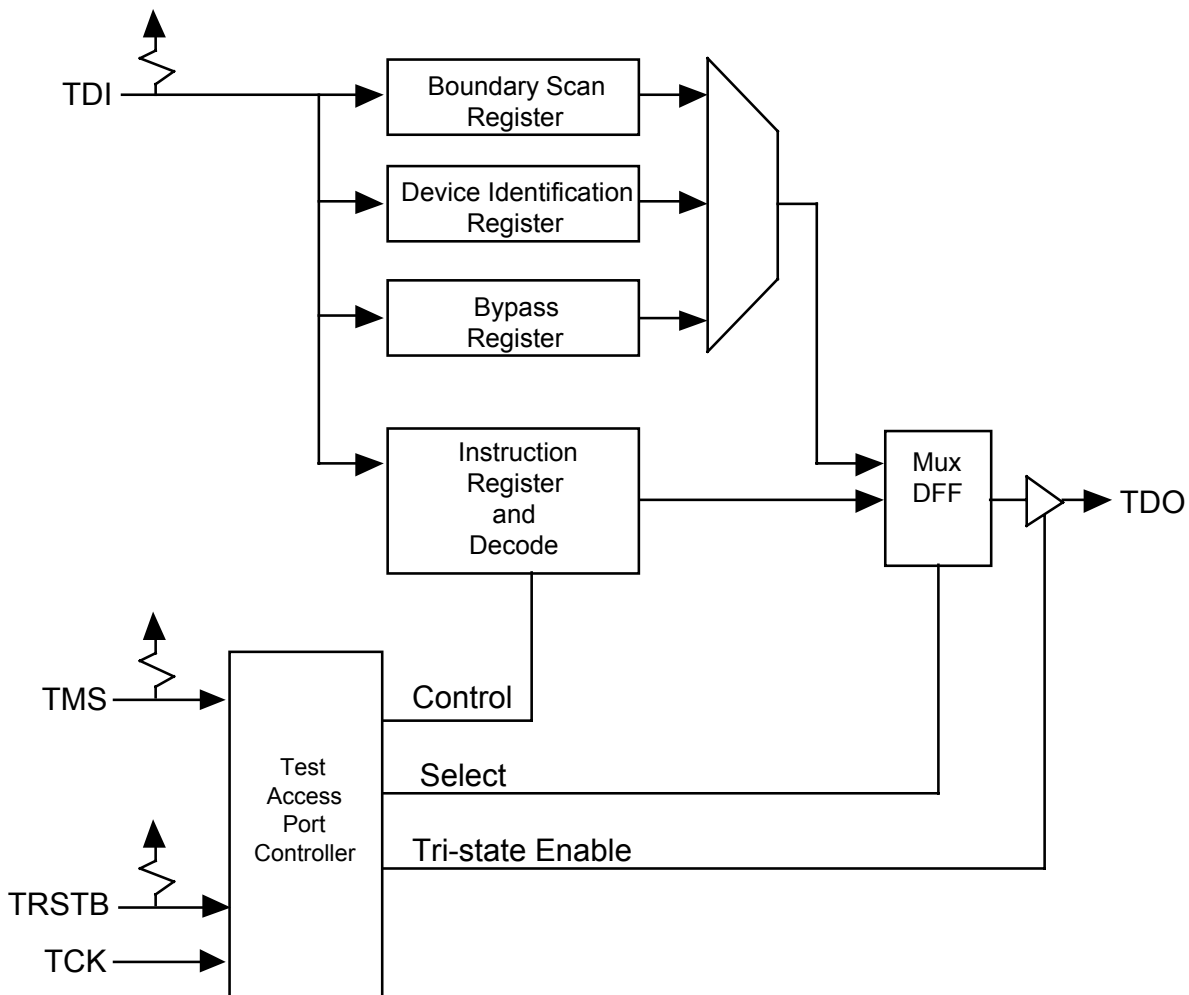 TDI
Boundary Scan
Register
Device Identification
Register
Bypass
Register
Instruction
Register
and
Decode
Mux
DFF
TDO
TMS
Control
Test
Access
Port
Controller
Select
Tri-state Enable
TRSTB
TCK